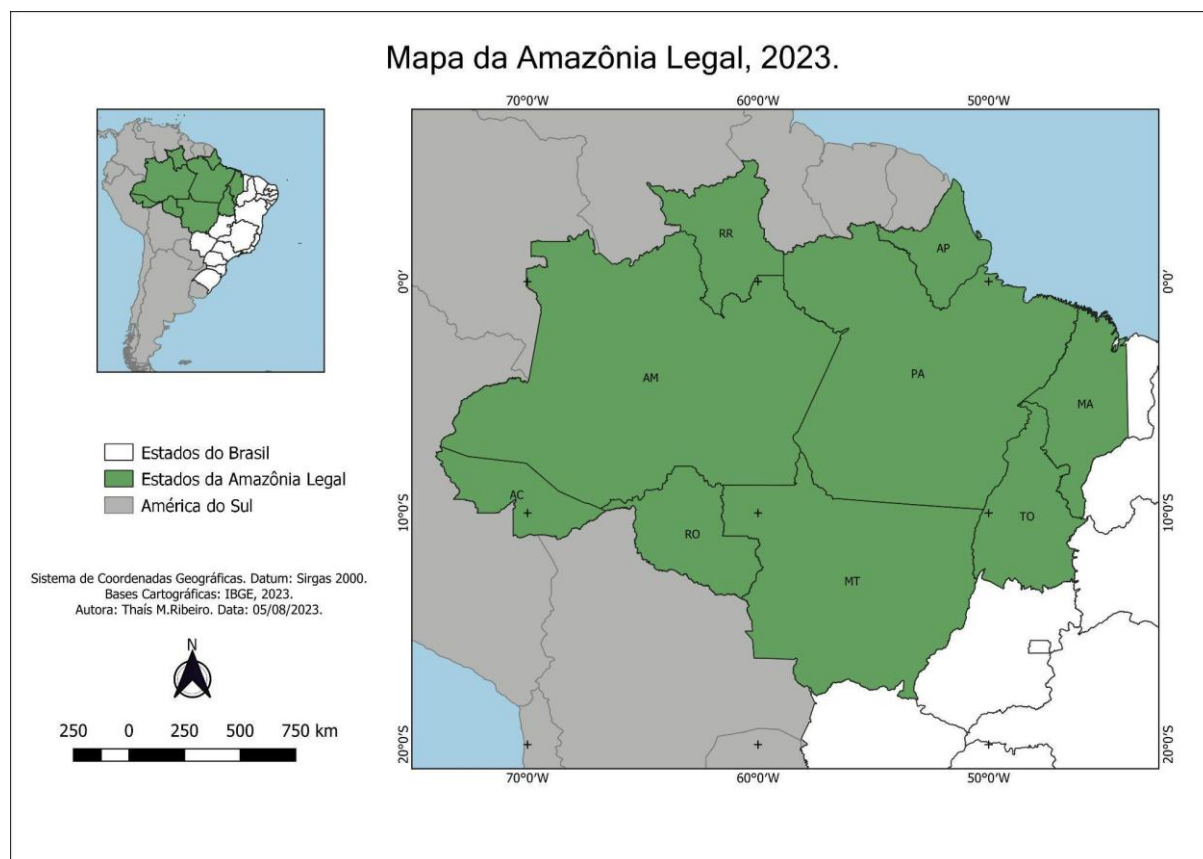 Mapa da Amazônia Legal, 2023.
70°0'W 60°0'W 50°0'W
RR
AP
0°0' 0°0'
AM
PA
MA
Estados do Brasil
Estados da Amazônia Legal
América do Sul
AC
10°0'S 10°0'S
TO
RO
MT
Sistema de Coordenadas Geográficas. Datum: Sirgas 2000.
Bases Cartográficas: IBGE, 2023.
Autora: Thaís M.Ribeiro. Data: 05/08/2023.
N
250 0 250 500 750 km
20°0'S 20°0'S
70°0'W 60°0'W 50°0'W